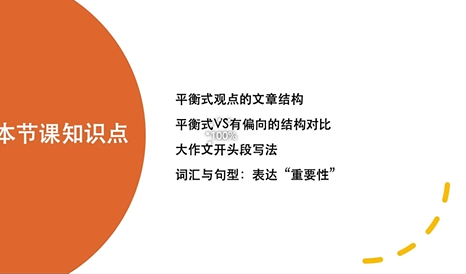 本节课知识点
平衡式观点的文章结构
平衡式VS有偏向的结构对比
100%
大作文开头段写法
词汇与句型：表达“重要性”